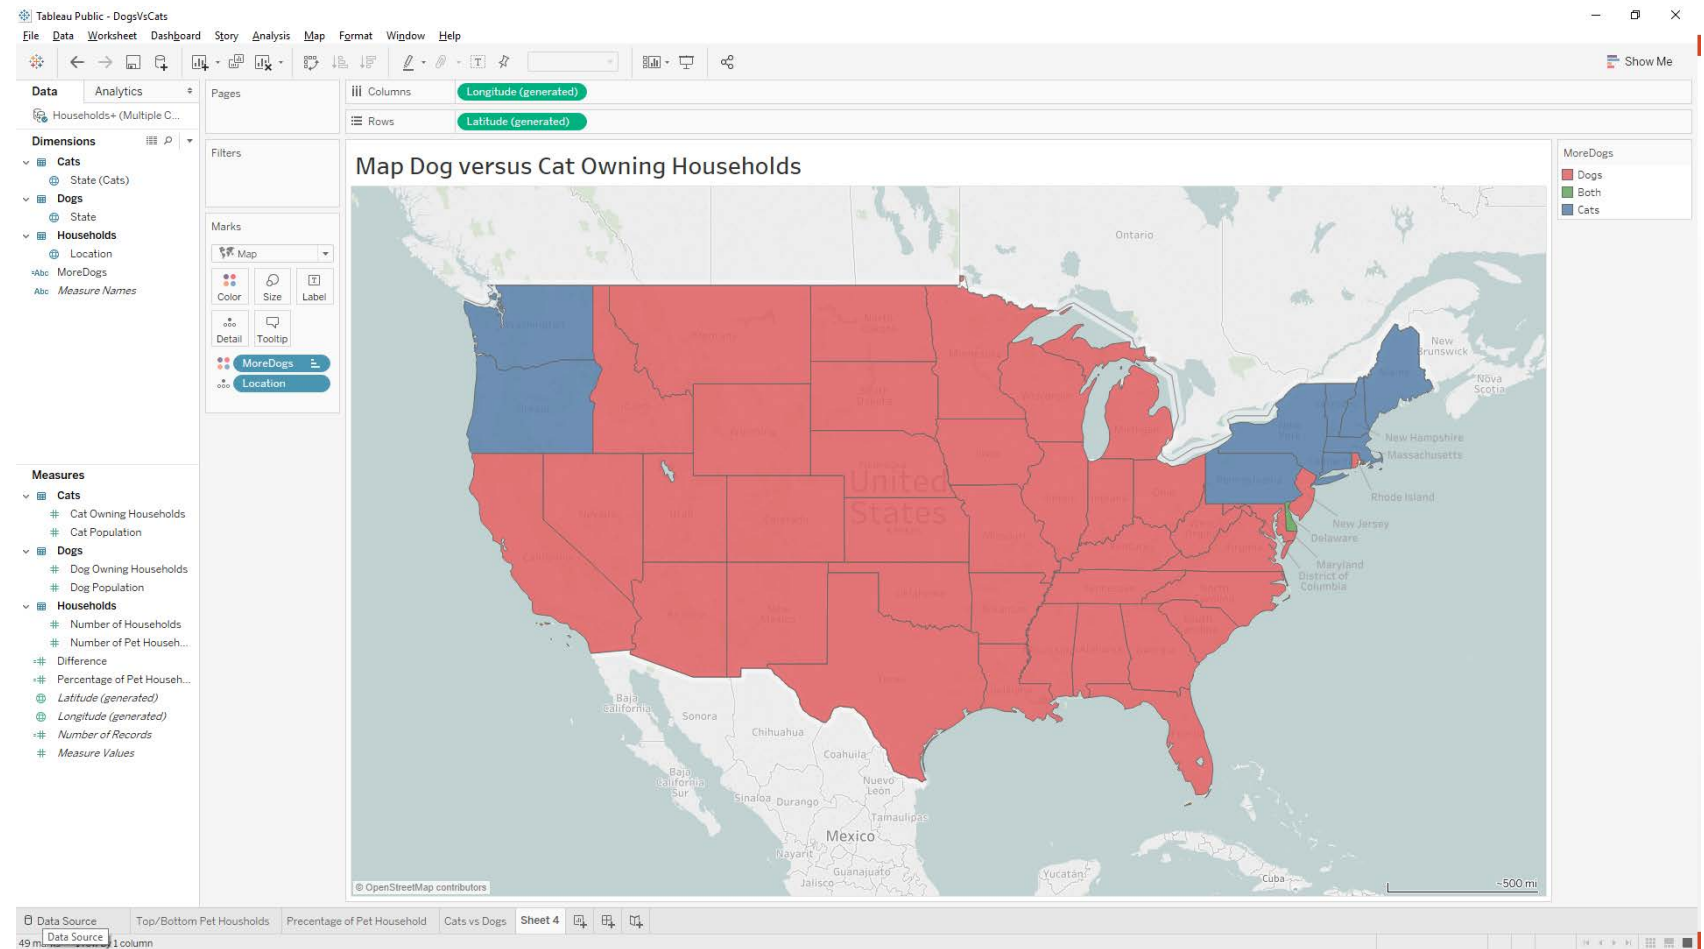 Tableau Public - DogsVsCats
File Data Worksheet Dashboard Story Analysis Map Format Window Help
Show Me
Data Analytics
Households+ (Multiple C...
Dimensions
Cats
State (Cats)
Dogs
State
Households
Location
=Abc MoreDogs
Abc Measure Names
Measures
Cats
# Cat Owning Households
# Cat Population
Dogs
# Dog Owning Households
# Dog Population
Households
# Number of Households
# Number of Pet Househ...
=# Difference
=# Percentage of Pet Househ...
Latitude (generated)
Longitude (generated)
=# Number of Records
# Measure Values
Pages
Filters
Marks
Map
Color Size Label
Detail Tooltip
MoreDogs
Location
Columns Longitude (generated)
Rows Latitude (generated)
Map Dog versus Cat Owning Households
Ontario
New
Brunswick
Nova
Scotia
New Hampshire
Massachusetts
Rhode Island
New Jersey
Delaware
Maryland
District of
Columbia
United
States
Baja
California
Sonora
Chihuahua
Coahuila
Baja
California
Sur
Nuevo
León
Sinaloa
Durango
Tamaulipas
Mexico
Nayarit
Guanajuato
Jalisco
Yucatán
Cuba
© OpenStreetMap contributors
~500 mi
MoreDogs
Dogs
Both
Cats
Data Source Top/Bottom Pet Housholds Precentage of Pet Household Cats vs Dogs Sheet 4
Data Source
49 m 1 column